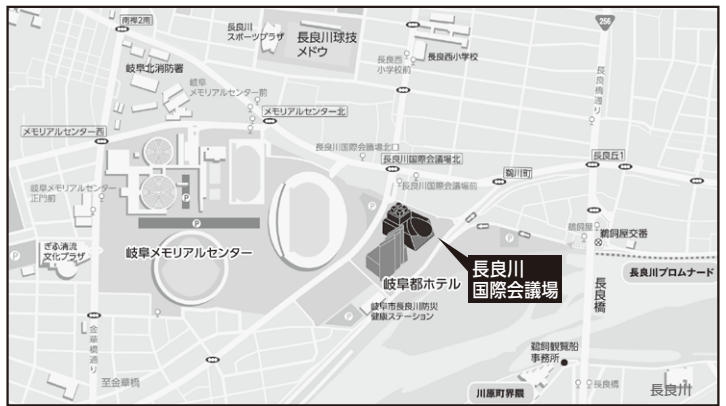 南禅2南
長良川
スポーツプラザ
長良川球技
メドウ
長良西
小学校前
長良西小学校
256
長良橋通り
岐阜北消防署
岐阜
メモリアルセンター前
メモリアルセンター北
メモリアルセンター西
長良川国際会議場北口
長良川国際会議場北
長良川国際会議場前
鵜川町
長良丘1
岐阜メモリアルセンター
正門前
P
P
P
P
P
P
ぎふ清流
文化プラザ
岐阜メモリアルセンター
長良川
国際会議場
岐阜都ホテル
岐阜市長良川防災
健康ステーション
鵜飼屋
鵜飼屋交番
長良川プロムナード
長良橋
金華橋通り
至金華橋
鵜飼観覧船
事務所
川原町界隈
長良橋
長良川